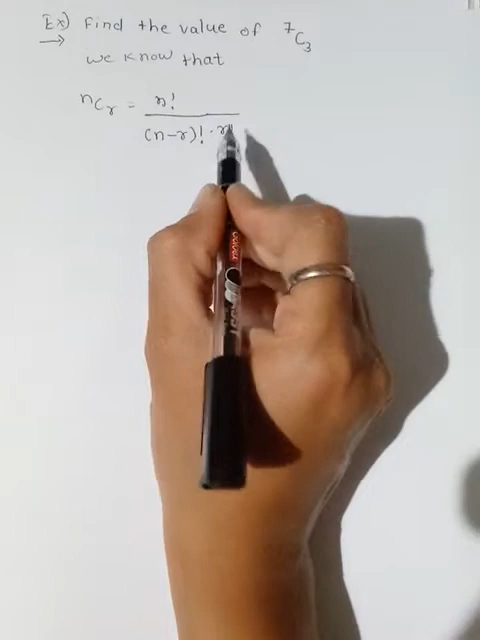 Ex) Find the value of ⁷C₃
we know that
ⁿCᵣ = n!
(n-r)! · r!